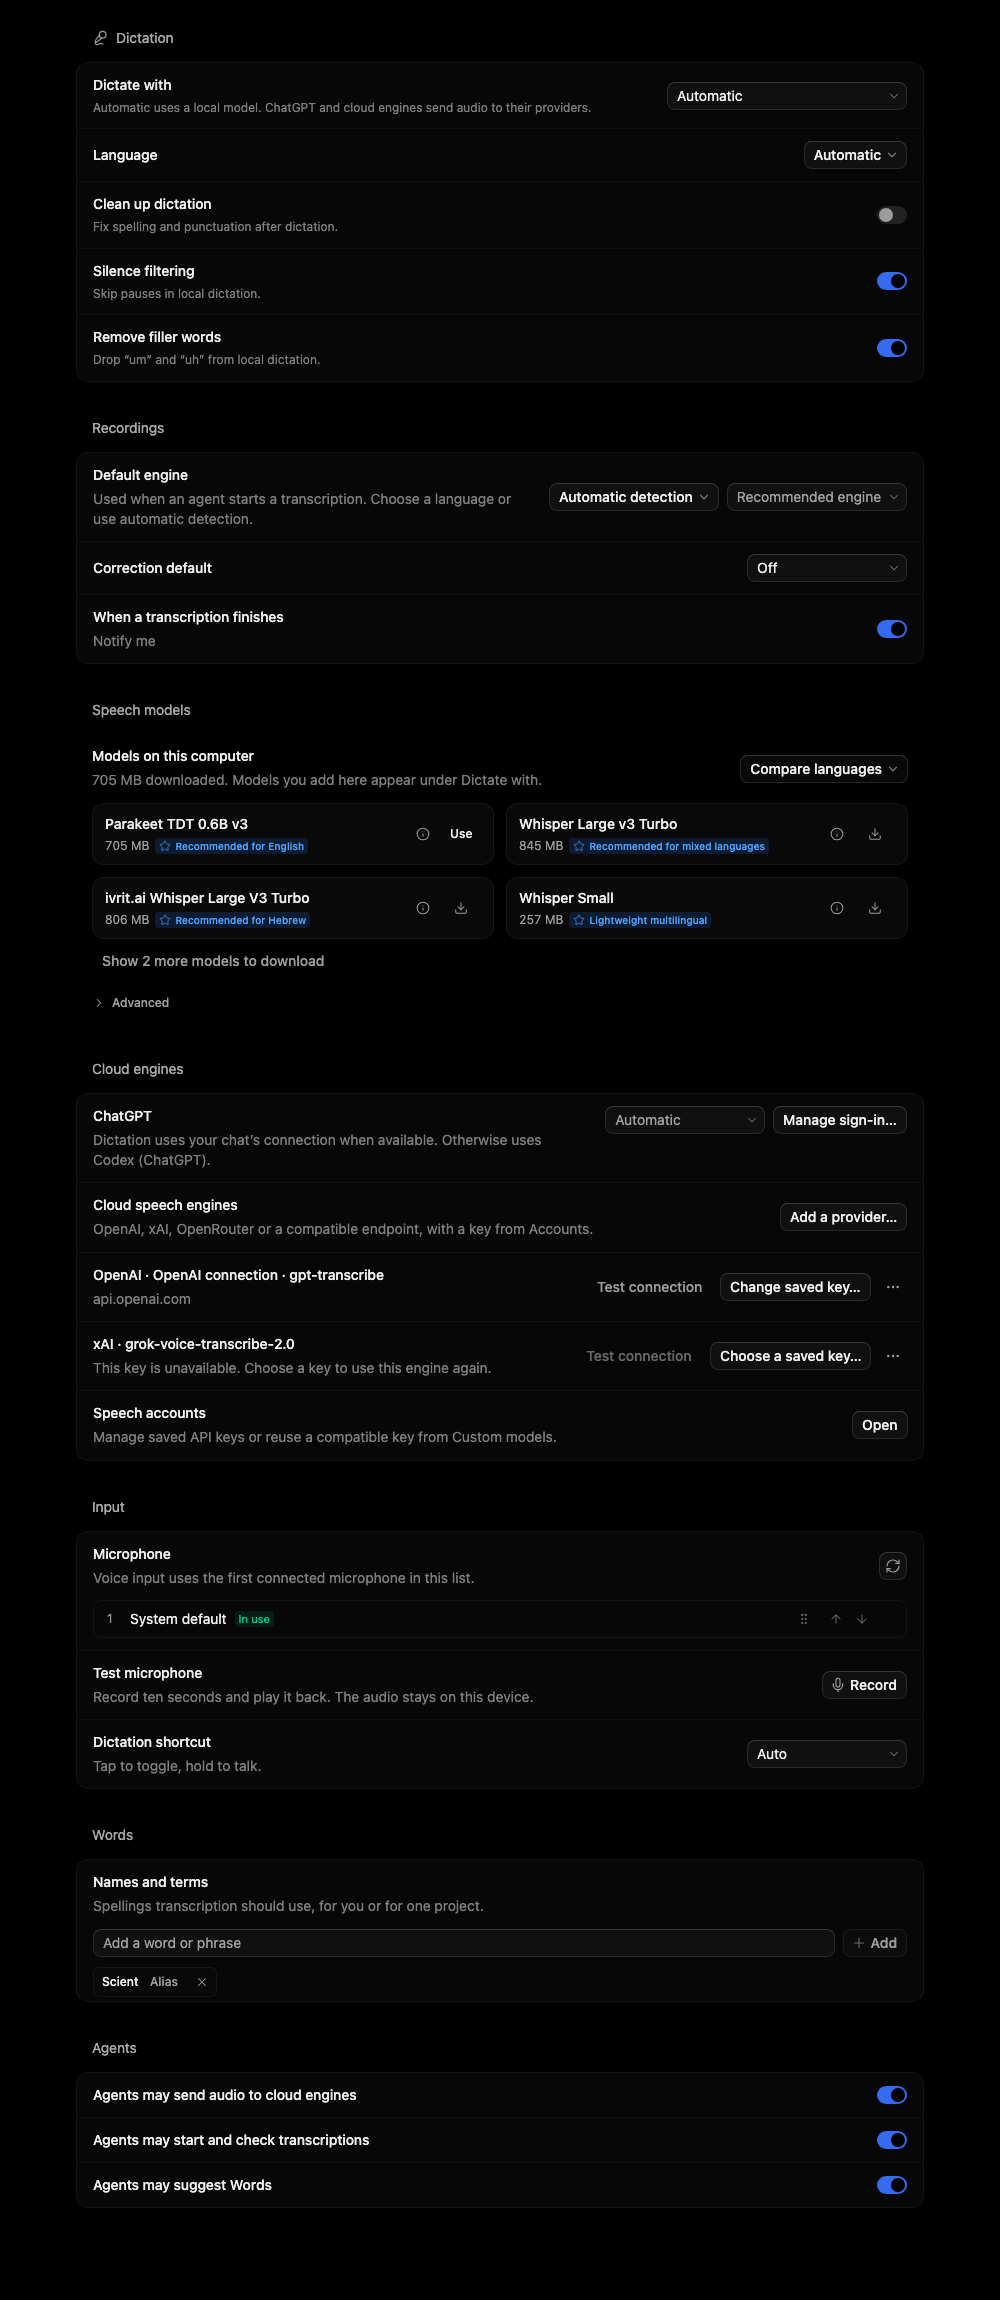 Dictation
Dictate with
Automatic uses a local model. ChatGPT and cloud engines send audio to their providers.
Automatic
Language
Automatic
Clean up dictation
Fix spelling and punctuation after dictation.
Silence filtering
Skip pauses in local dictation.
Remove filler words
Drop “um” and “uh” from local dictation.
Recordings
Default engine
Used when an agent starts a transcription. Choose a language or
use automatic detection.
Automatic detection
Recommended engine
Correction default
Off
When a transcription finishes
Notify me
Speech models
Models on this computer
705 MB downloaded. Models you add here appear under Dictate with.
Compare languages
Parakeet TDT 0.6B v3
705 MB Recommended for English
Use
Whisper Large v3 Turbo
845 MB Recommended for mixed languages
ivrit.ai Whisper Large V3 Turbo
806 MB Recommended for Hebrew
Whisper Small
257 MB Lightweight multilingual
Show 2 more models to download
Advanced
Cloud engines
ChatGPT
Dictation uses your chat’s connection when available. Otherwise uses
Codex (ChatGPT).
Automatic
Manage sign-in...
Cloud speech engines
OpenAI, xAI, OpenRouter or a compatible endpoint, with a key from Accounts.
Add a provider...
OpenAI · OpenAI connection · gpt-transcribe
api.openai.com
Test connection
Change saved key...
xAI · grok-voice-transcribe-2.0
This key is unavailable. Choose a key to use this engine again.
Test connection
Choose a saved key...
Speech accounts
Manage saved API keys or reuse a compatible key from Custom models.
Open
Input
Microphone
Voice input uses the first connected microphone in this list.
1 System default In use
Test microphone
Record ten seconds and play it back. The audio stays on this device.
Record
Dictation shortcut
Tap to toggle, hold to talk.
Auto
Words
Names and terms
Spellings transcription should use, for you or for one project.
Add a word or phrase
Add
Scient Alias
Agents
Agents may send audio to cloud engines
Agents may start and check transcriptions
Agents may suggest Words